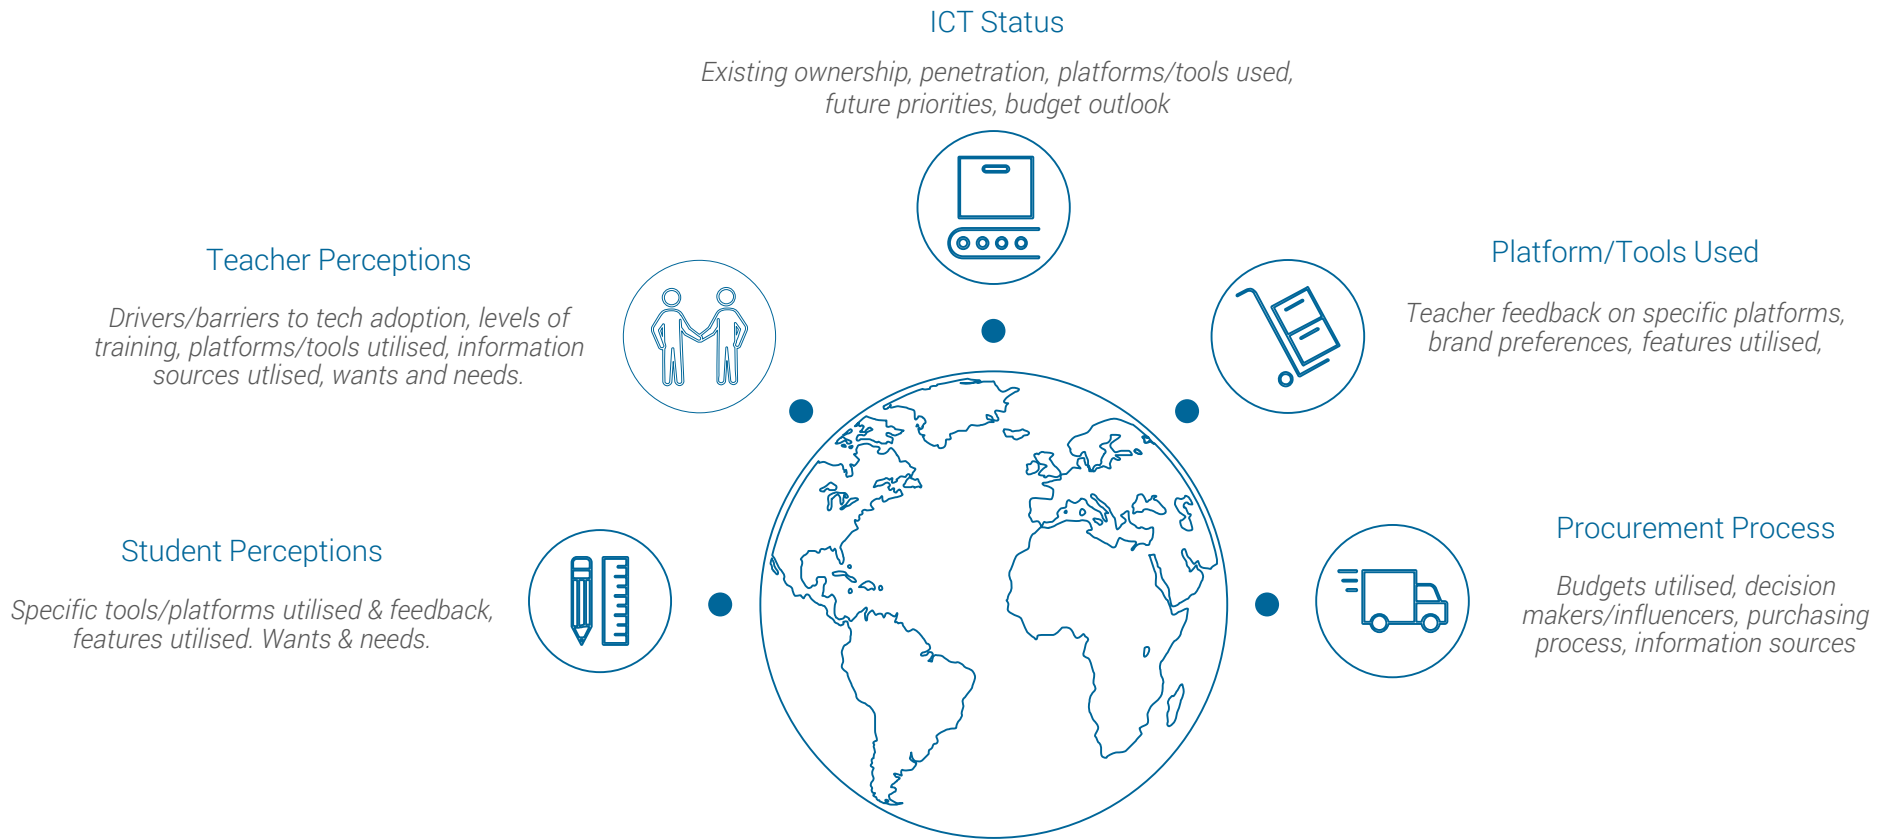 ICT Status
Existing ownership, penetration, platforms/tools used,
future priorities, budget outlook
Teacher Perceptions
Drivers/barriers to tech adoption, levels of
training, platforms/tools utilised, information
sources utlised, wants and needs.
Platform/Tools Used
Teacher feedback on specific platforms,
brand preferences, features utilised,
Student Perceptions
Specific tools/platforms utilised & feedback,
features utilised. Wants & needs.
Procurement Process
Budgets utilised, decision
makers/influencers, purchasing
process, information sources